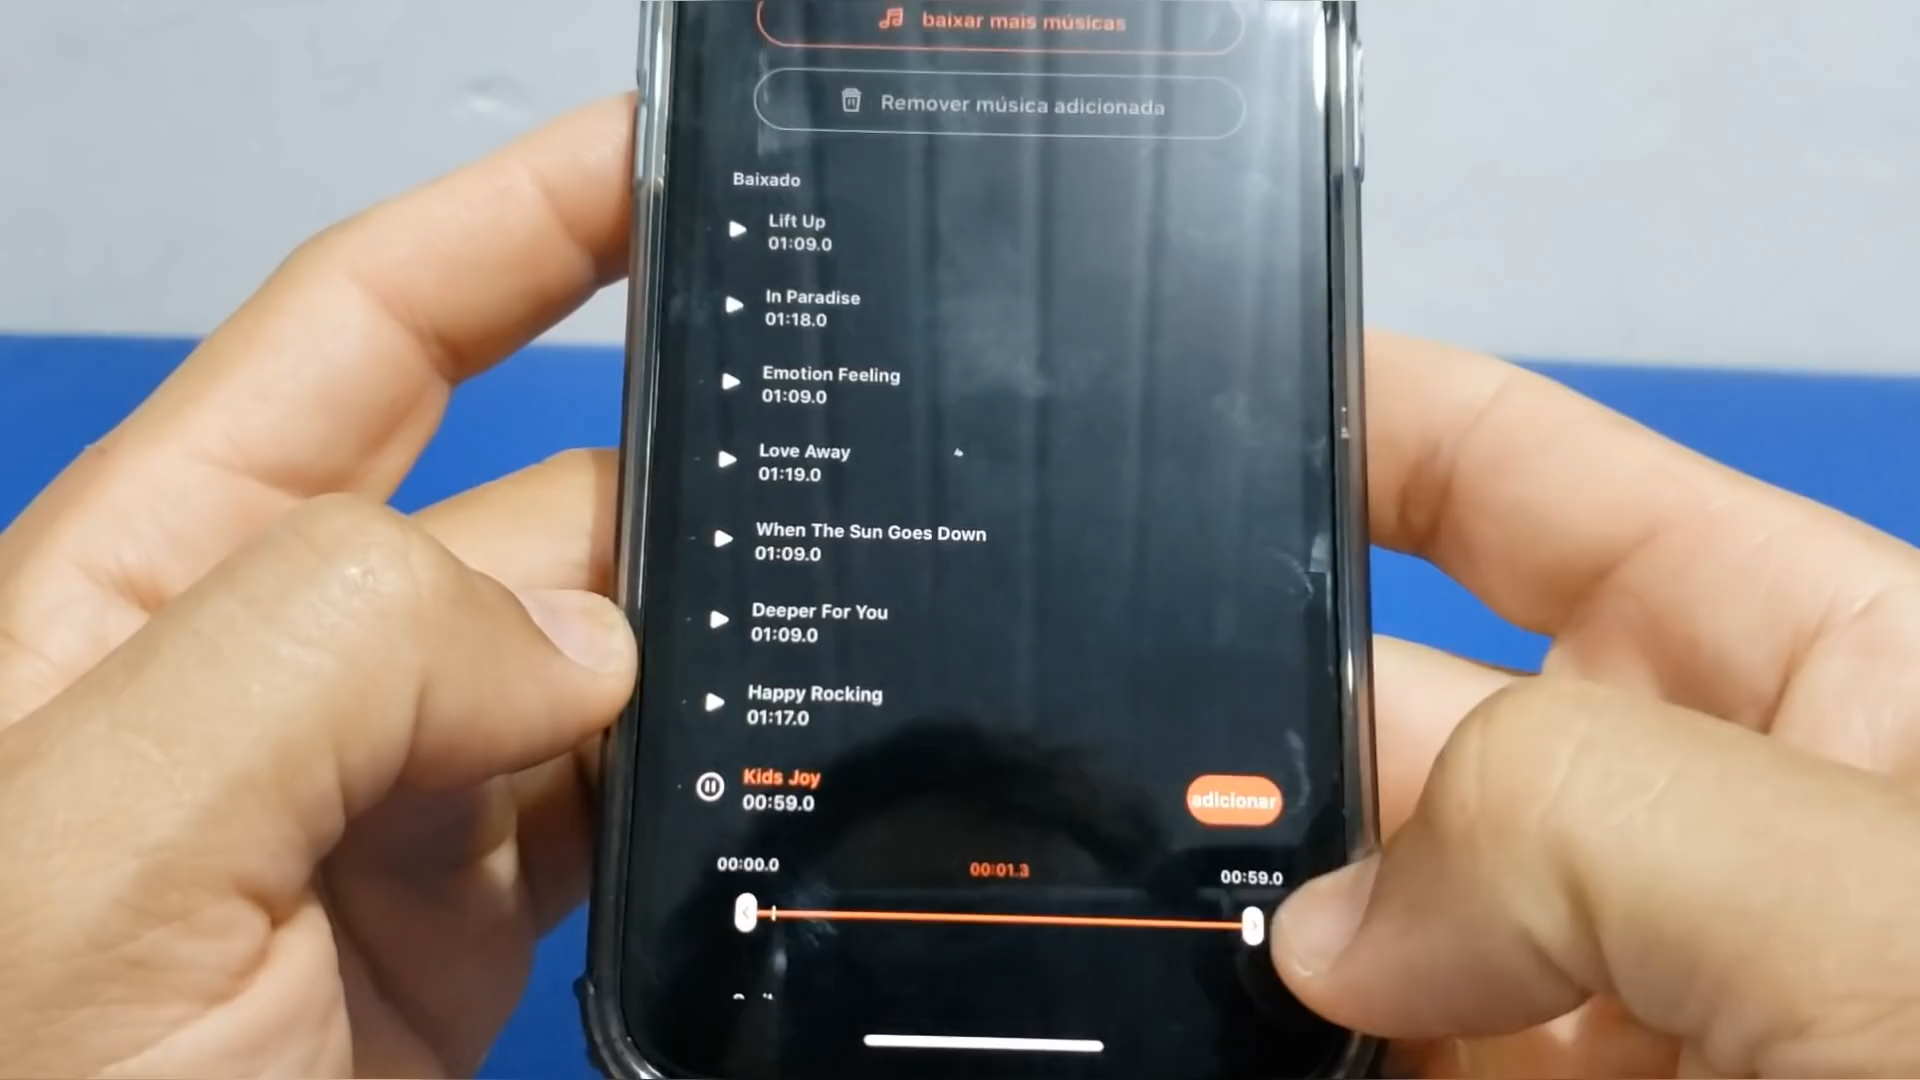 baixar mais músicas
Remover música adicionada
Baixado
Lift Up
01:09.0
In Paradise
01:18.0
Emotion Feeling
01:09.0
Love Away
01:19.0
When The Sun Goes Down
01:09.0
Deeper For You
01:09.0
Happy Rocking
01:17.0
Kids Joy
00:59.0
adicionar
00:00.0
00:01.3
00:59.0